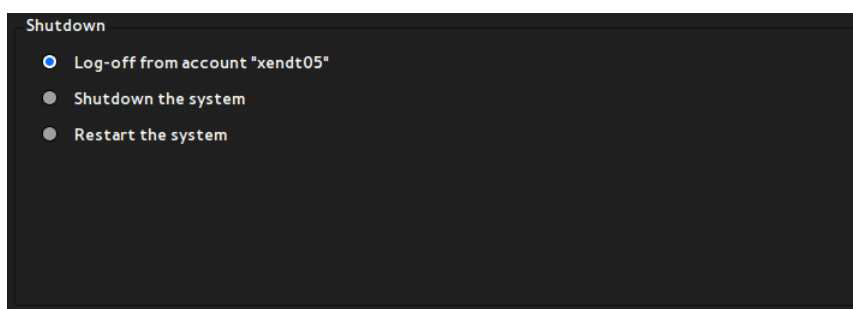 Shutdown
Log-off from account "xendt05"
Shutdown the system
Restart the system